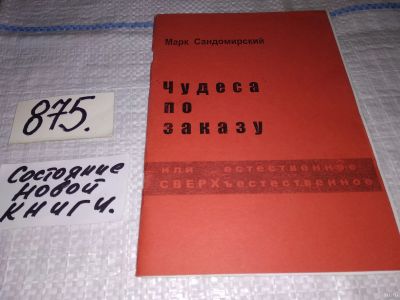 Марк Сандомирский
Чудеса
по
заказу
или естественное
СВЕРХъестественное
875.
Состояние
новой
книги.